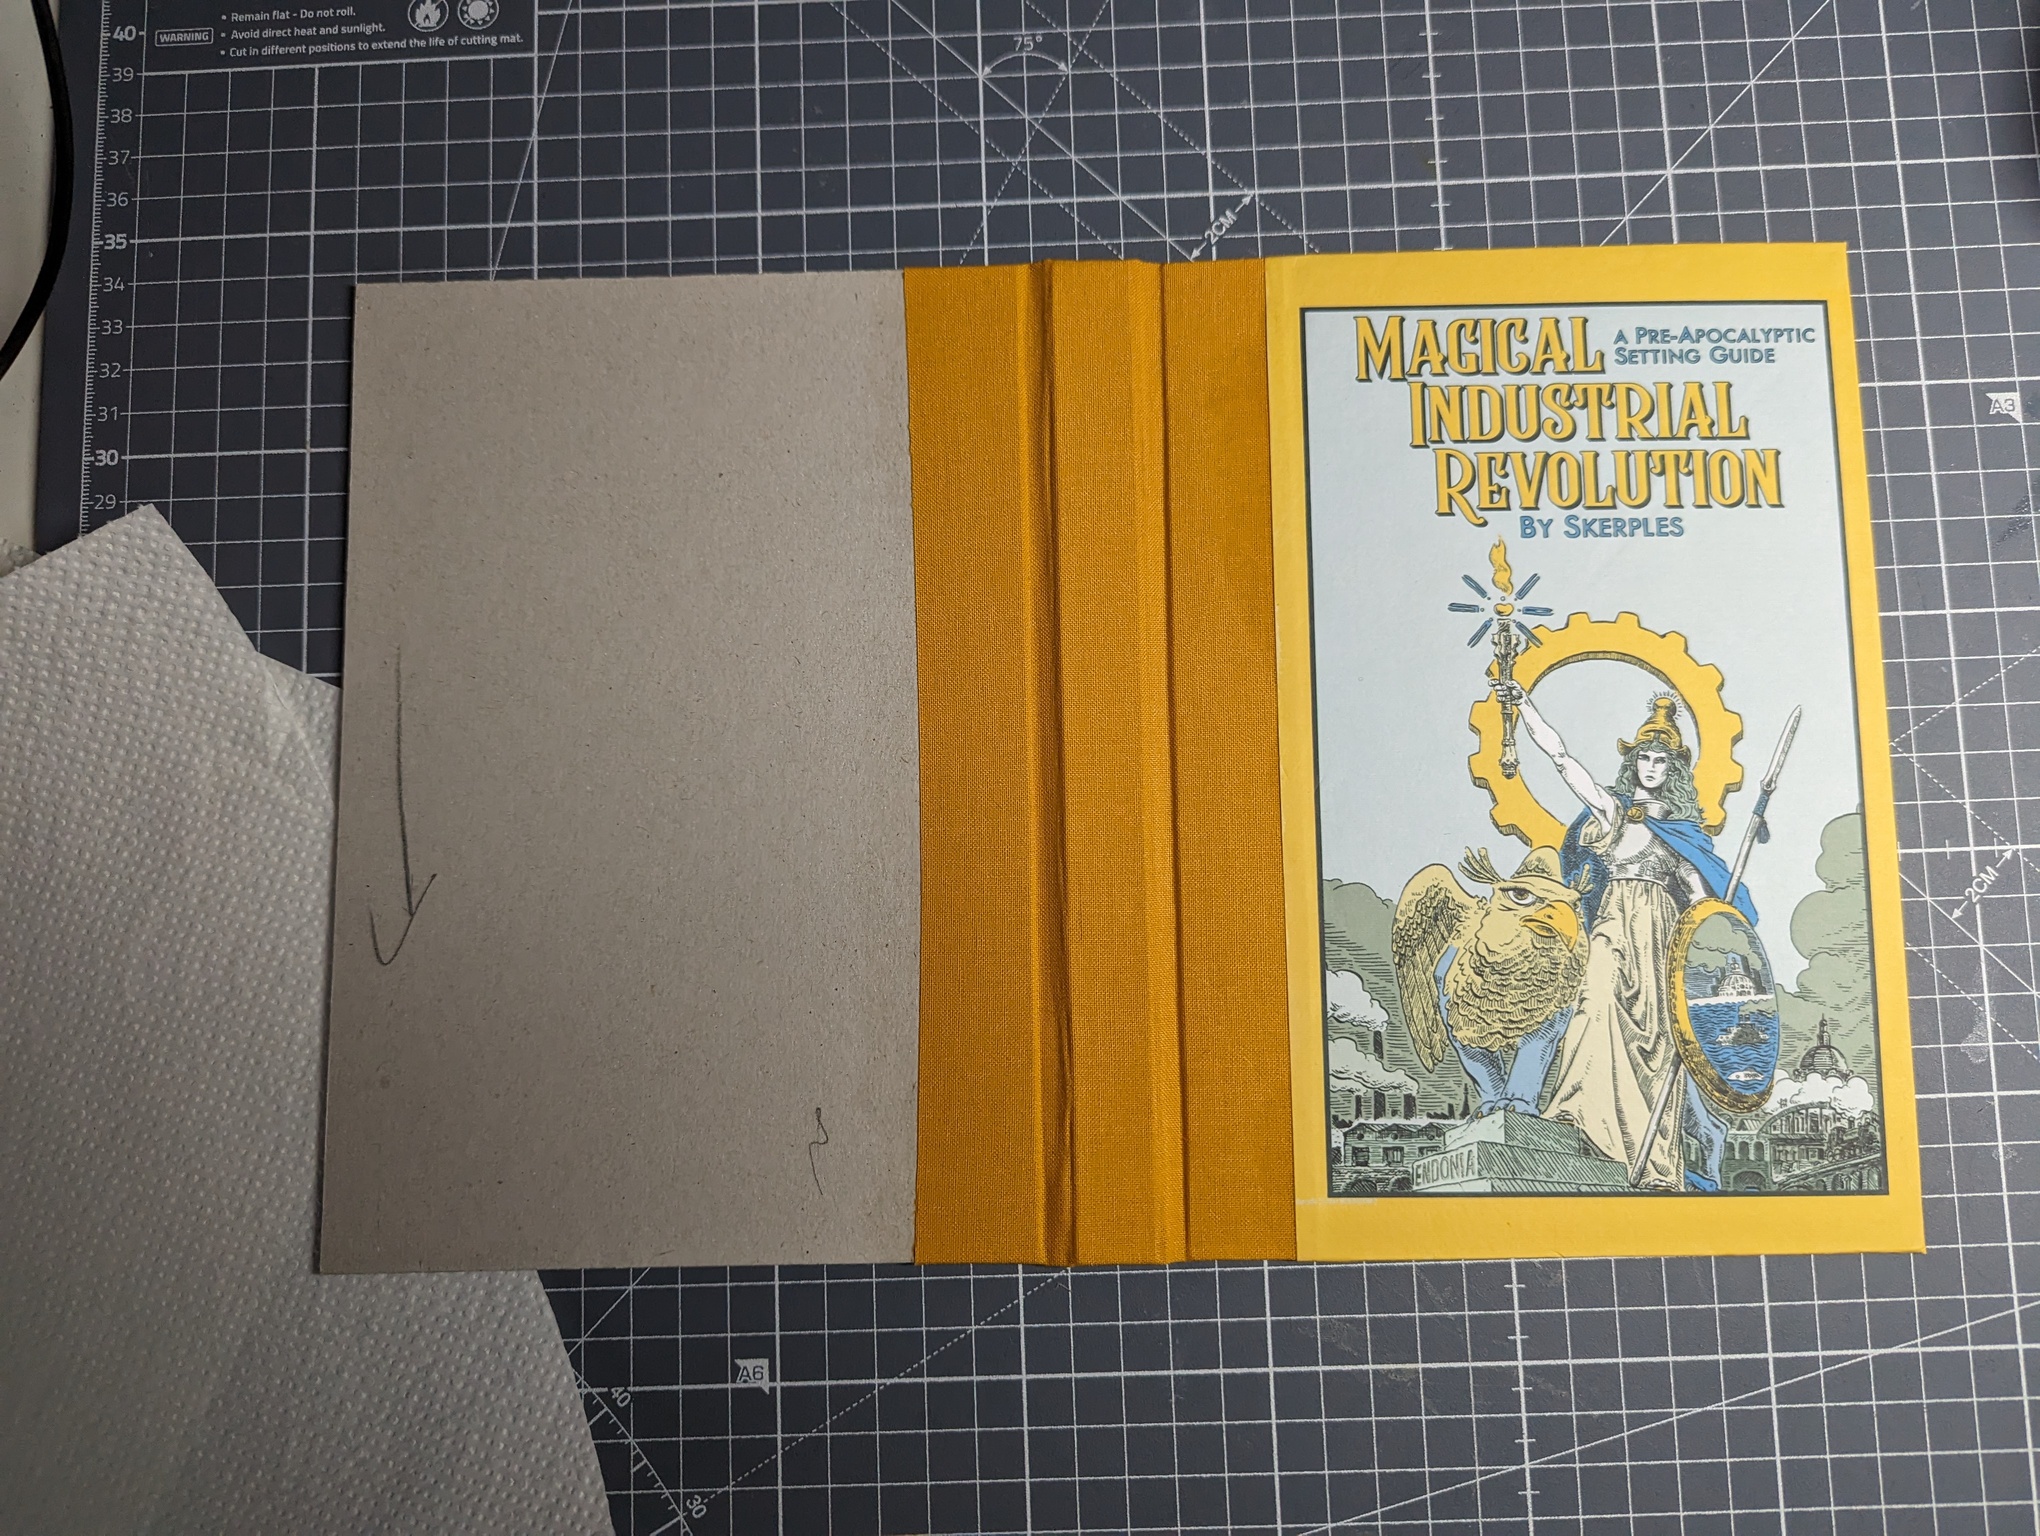 • Remain flat - Do not roll.
WARNING • Avoid direct heat and sunlight.
• Cut in different positions to extend the life of cutting mat.
40
39
38
37
36
35
34
33
32
31
30
29
75°
2CM
A3
2CM
A6
40
30
MAGICAL
A PRE-APOCALYPTIC
SETTING GUIDE
INDUSTRIAL
REVOLUTION
BY SKERPLES
ENDONIA